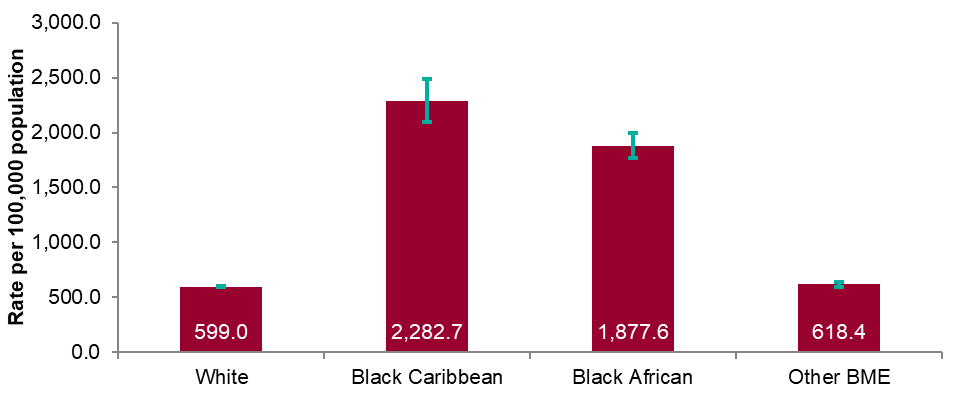 Rate per 100,000 population
3,000.0
2,500.0
2,000.0
1,500.0
1,000.0
500.0
0.0
599.0
2,282.7
1,877.6
618.4
White
Black Caribbean
Black African
Other BME